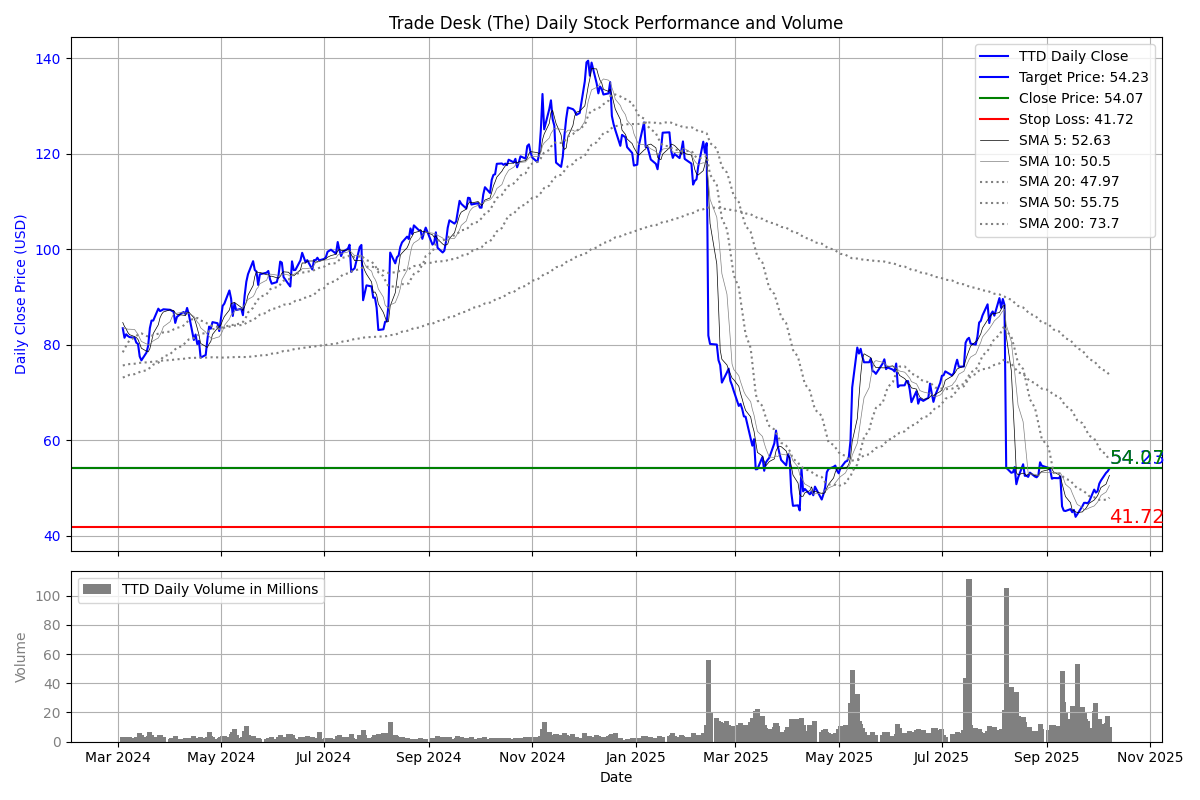 Trade Desk (The) Daily Stock Performance and Volume
Daily Close Price (USD)
140
120
100
80
60
40
TTD Daily Close
Target Price: 54.23
Close Price: 54.07
Stop Loss: 41.72
SMA 5: 52.63
SMA 10: 50.5
SMA 20: 47.97
SMA 50: 55.75
SMA 200: 73.7
54.23
41.72
Volume
100
80
60
40
20
0
TTD Daily Volume in Millions
Mar 2024
May 2024
Jul 2024
Sep 2024
Nov 2024
Jan 2025
Mar 2025
May 2025
Jul 2025
Sep 2025
Nov 2025
Date